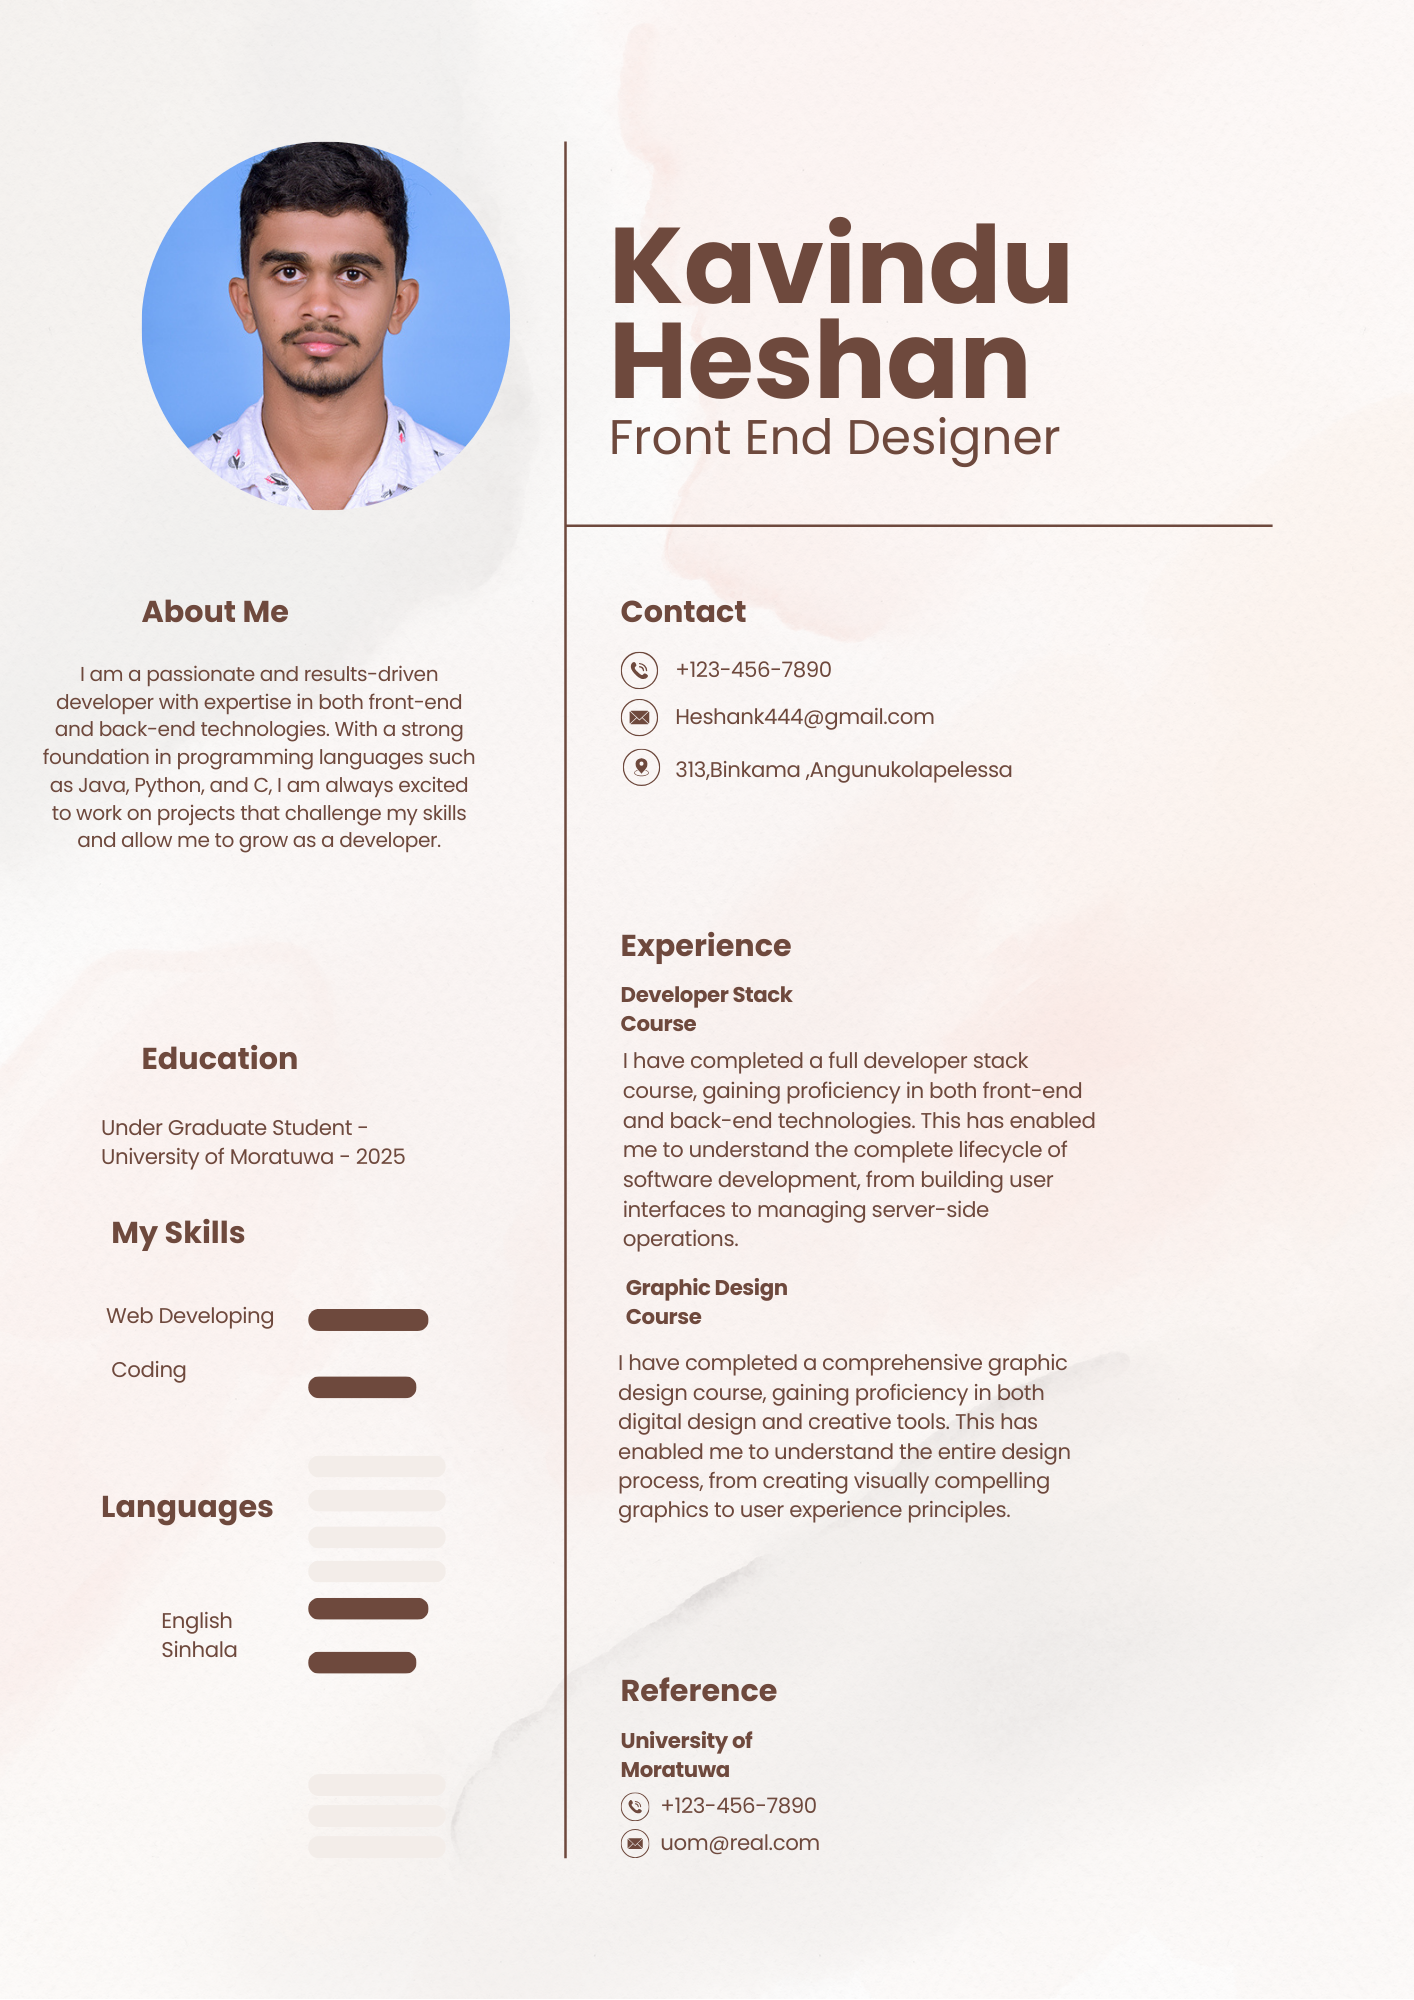 Kavindu
Heshan
Front End Designer
About Me
I am a passionate and results-driven
developer with expertise in both front-end
and back-end technologies. With a strong
foundation in programming languages such
as Java, Python, and C, I am always excited
to work on projects that challenge my skills
and allow me to grow as a developer.
Education
Under Graduate Student -
University of Moratuwa - 2025
My Skills
Web Developing
Coding
Languages
English
Sinhala
Contact
+123-456-7890
Heshank444@gmail.com
313,Binkama ,Angunukolapelessa
Experience
Developer Stack
Course
I have completed a full developer stack
course, gaining proficiency in both front-end
and back-end technologies. This has enabled
me to understand the complete lifecycle of
software development, from building user
interfaces to managing server-side
operations.
Graphic Design
Course
I have completed a comprehensive graphic
design course, gaining proficiency in both
digital design and creative tools. This has
enabled me to understand the entire design
process, from creating visually compelling
graphics to user experience principles.
Reference
University of
Moratuwa
+123-456-7890
uom@real.com